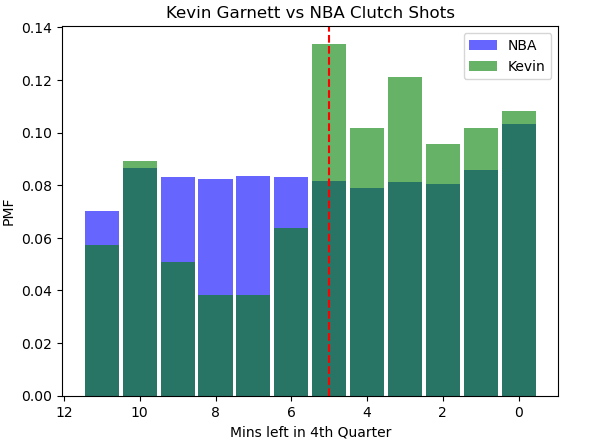 Kevin Garnett vs NBA Clutch Shots
0.14
0.12
0.10
0.08
0.06
0.04
0.02
0.00
PMF
NBA
Kevin
12 10 8 6 4 2 0
Mins left in 4th Quarter